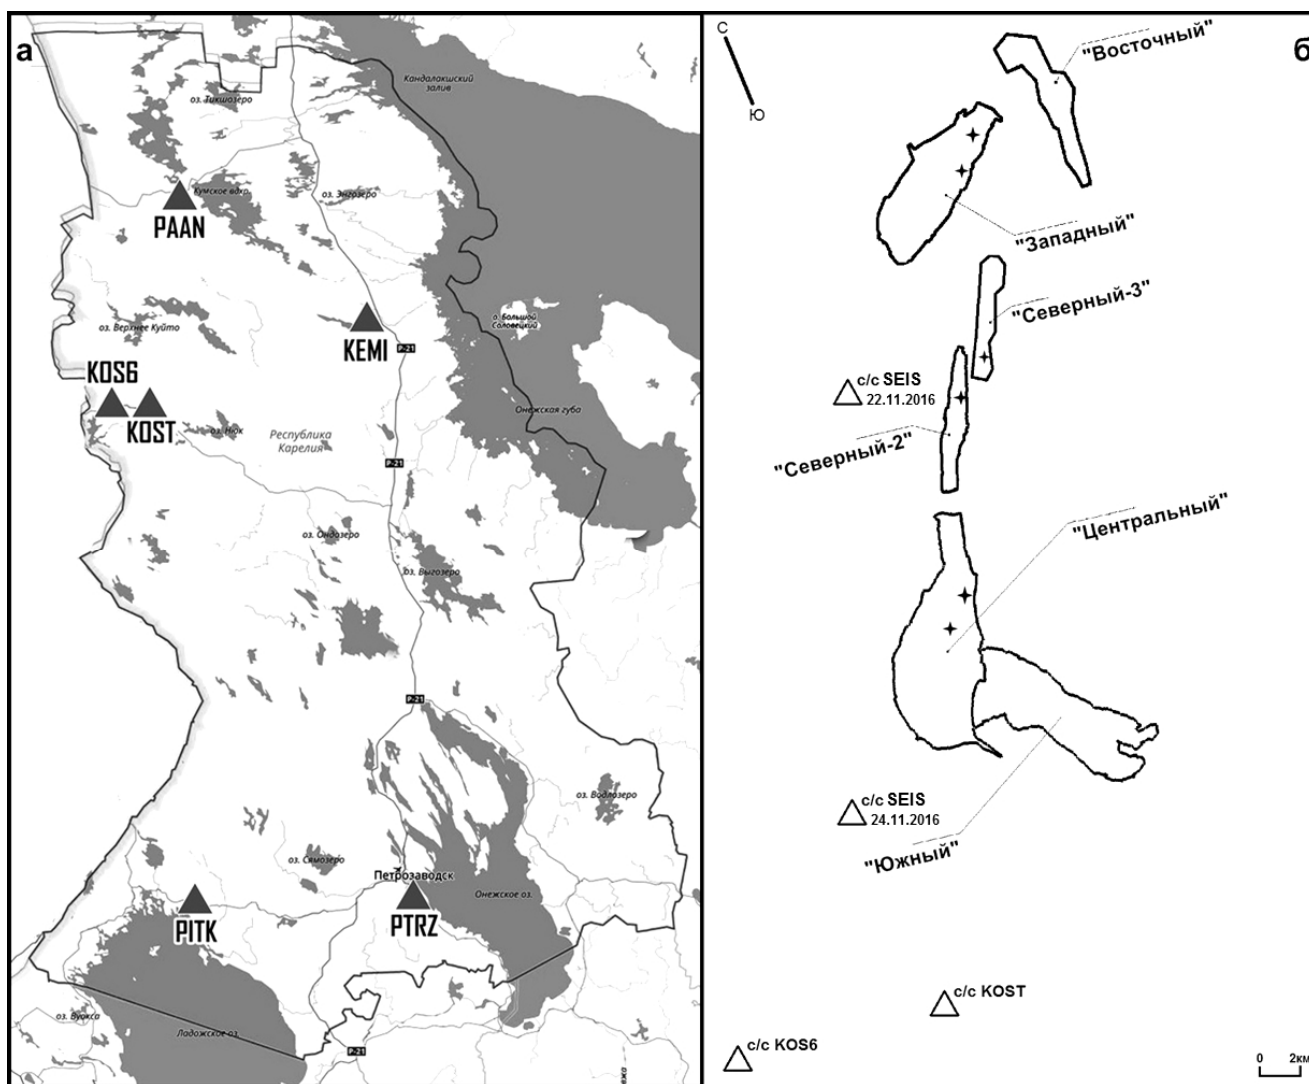 а
Кандалакшский
залив
оз. Тикшозеро
Кумское вдхр.
PAAN
оз. Энгозеро
о. Большой
Соловецкий
оз. Верхнее Куйто
KEMI
Р-21
KOS6
KOST
оз. Нюк
Республика
Карелия
Онежская губа
Р-21
оз. Ондозеро
оз. Выгозеро
Р-21
оз. Водлозеро
оз. Сямозеро
Петрозаводск
Онежское оз.
PITK
PTRZ
оз. Вуокса
Ладожское оз.
Р-21
б
С
Ю
"Восточный"
"Западный"
"Северный-3"
с/с SEIS
22.11.2016
"Северный-2"
"Центральный"
с/с SEIS
24.11.2016
"Южный"
с/с KOST
с/с KOS6
0 2км